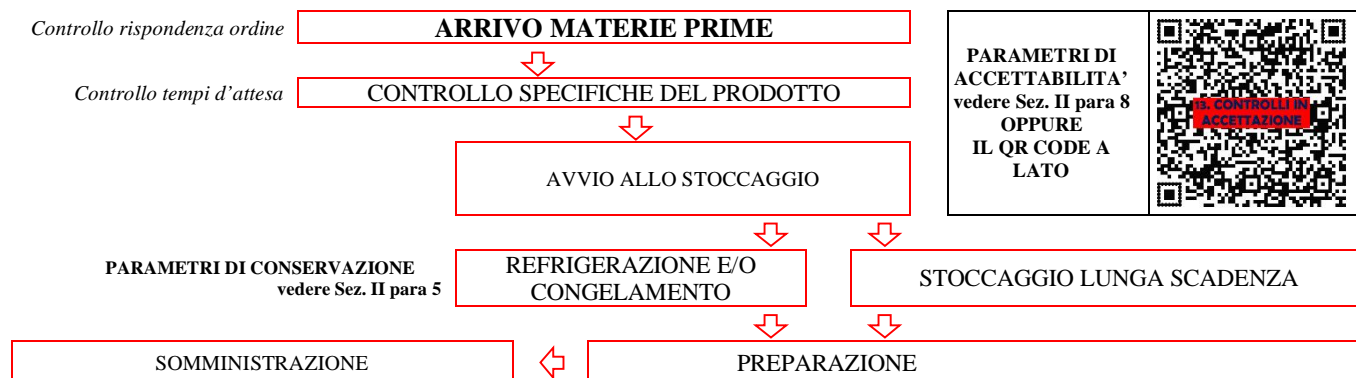 Controllo rispondenza ordine
ARRIVO MATERIE PRIME
Controllo tempi d'attesa
CONTROLLO SPECIFICHE DEL PRODOTTO
PARAMETRI DI
ACCETTABILITA'
vedere Sez. II para 8
OPPURE
IL QR CODE A
LATO
13. CONTROLLI IN
ACCETTAZIONE
AVVIO ALLO STOCCAGGIO
PARAMETRI DI CONSERVAZIONE
vedere Sez. II para 5
REFRIGERAZIONE E/O
CONGELAMENTO
STOCCAGGIO LUNGA SCADENZA
SOMMINISTRAZIONE
PREPARAZIONE